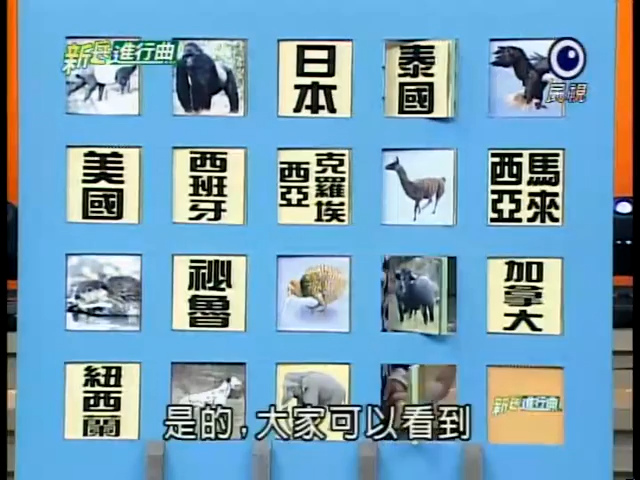 新兵進行曲
日本
泰國
民視
美國
西班牙
克羅埃
西亞
馬來
西亞
祕魯
加拿大
紐西蘭
新兵進行曲
是的,大家可以看到